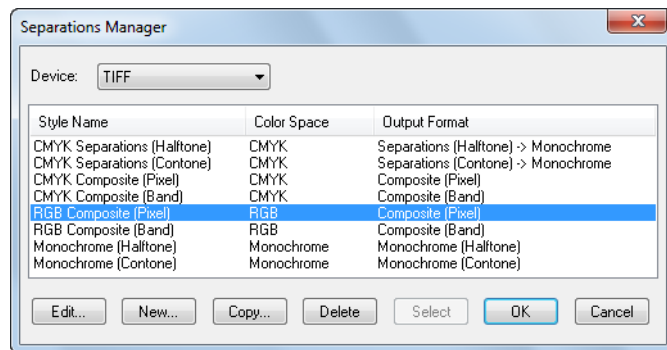 Separations Manager
Device: TIFF
Style Name Color Space Output Format
CMYK Separations (Halftone) CMYK Separations (Halftone) -> Monochrome
CMYK Separations (Contone) CMYK Separations (Contone) -> Monochrome
CMYK Composite (Pixel) CMYK Composite (Pixel)
CMYK Composite (Band) CMYK Composite (Band)
RGB Composite (Pixel) RGB Composite (Pixel)
RGB Composite (Band) RGB Composite (Band)
Monochrome (Halftone) Monochrome Monochrome (Halftone)
Monochrome (Contone) Monochrome Monochrome (Contone)
Edit... New... Copy... Delete Select OK Cancel